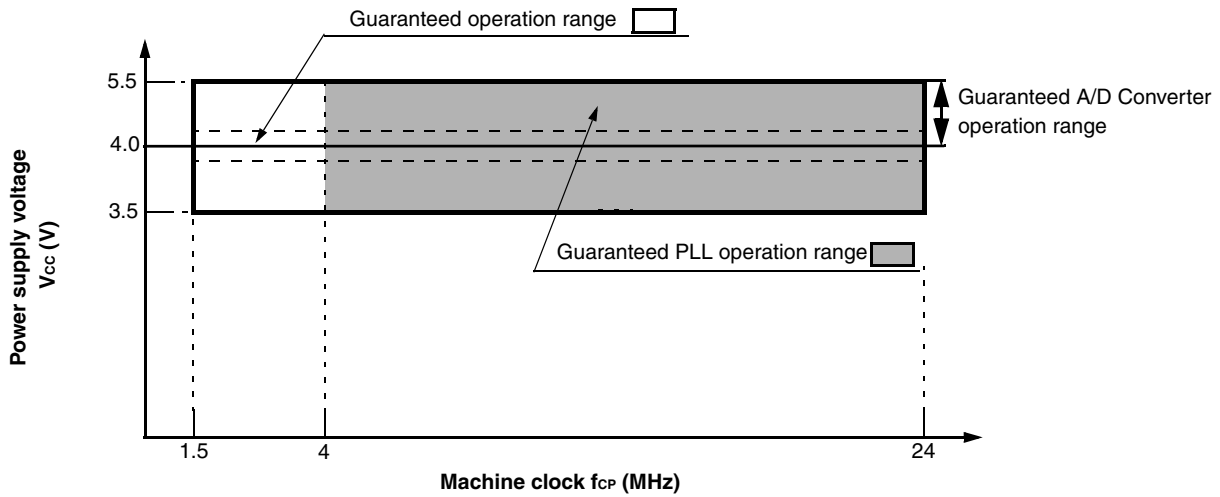 Guaranteed operation range
5.5
4.0
3.5
Guaranteed A/D Converter
operation range
Power supply voltage
Vcc (V)
Guaranteed PLL operation range
1.5
4
24
Machine clock fCP (MHz)